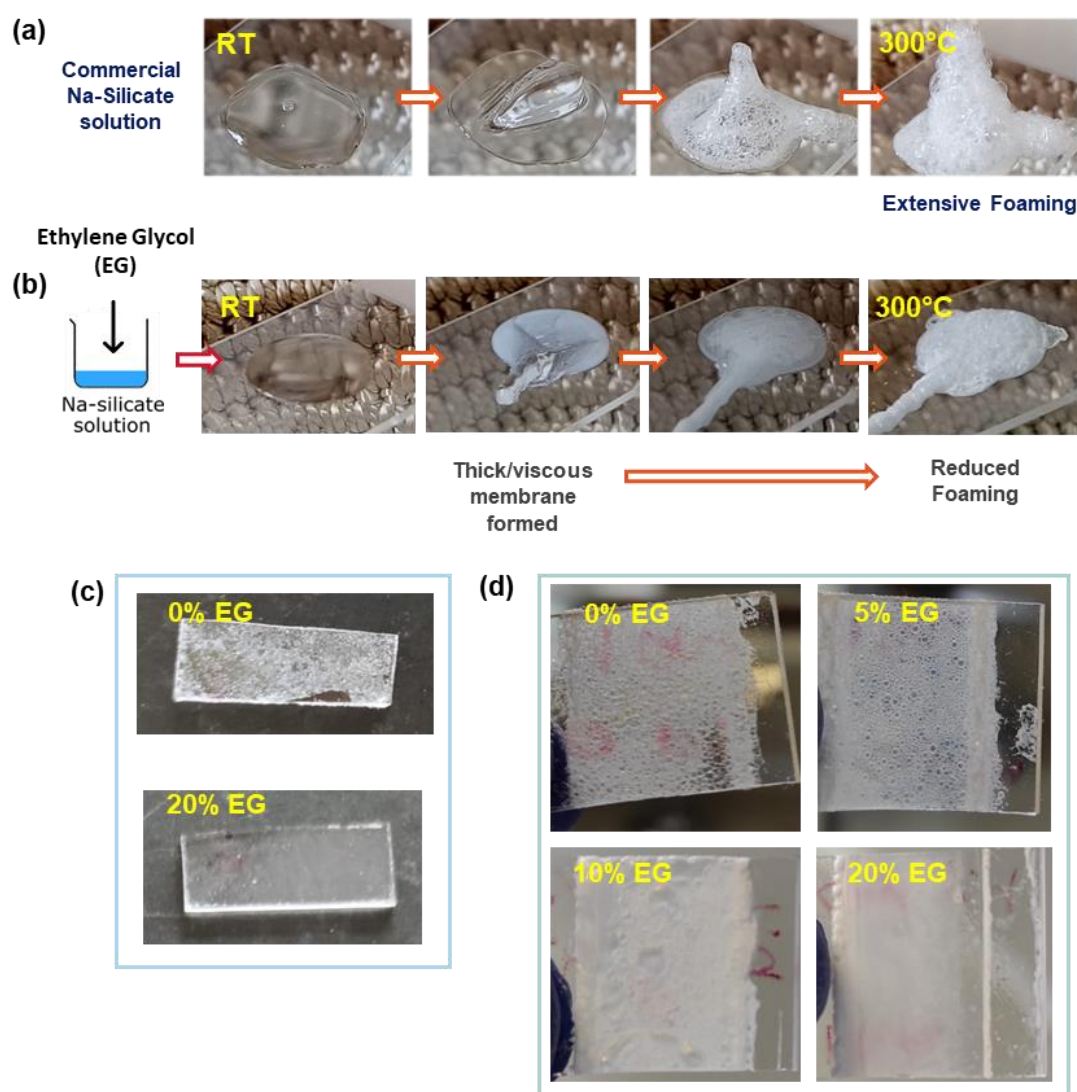 (a)
Commercial
Na-Silicate
solution
RT
300°C
Extensive Foaming
Ethylene Glycol
(EG)
(b)
Na-silicate
solution
RT
300°C
Thick/viscous
membrane
formed
Reduced
Foaming
(c)
0% EG
20% EG
(d)
0% EG
5% EG
10% EG
20% EG